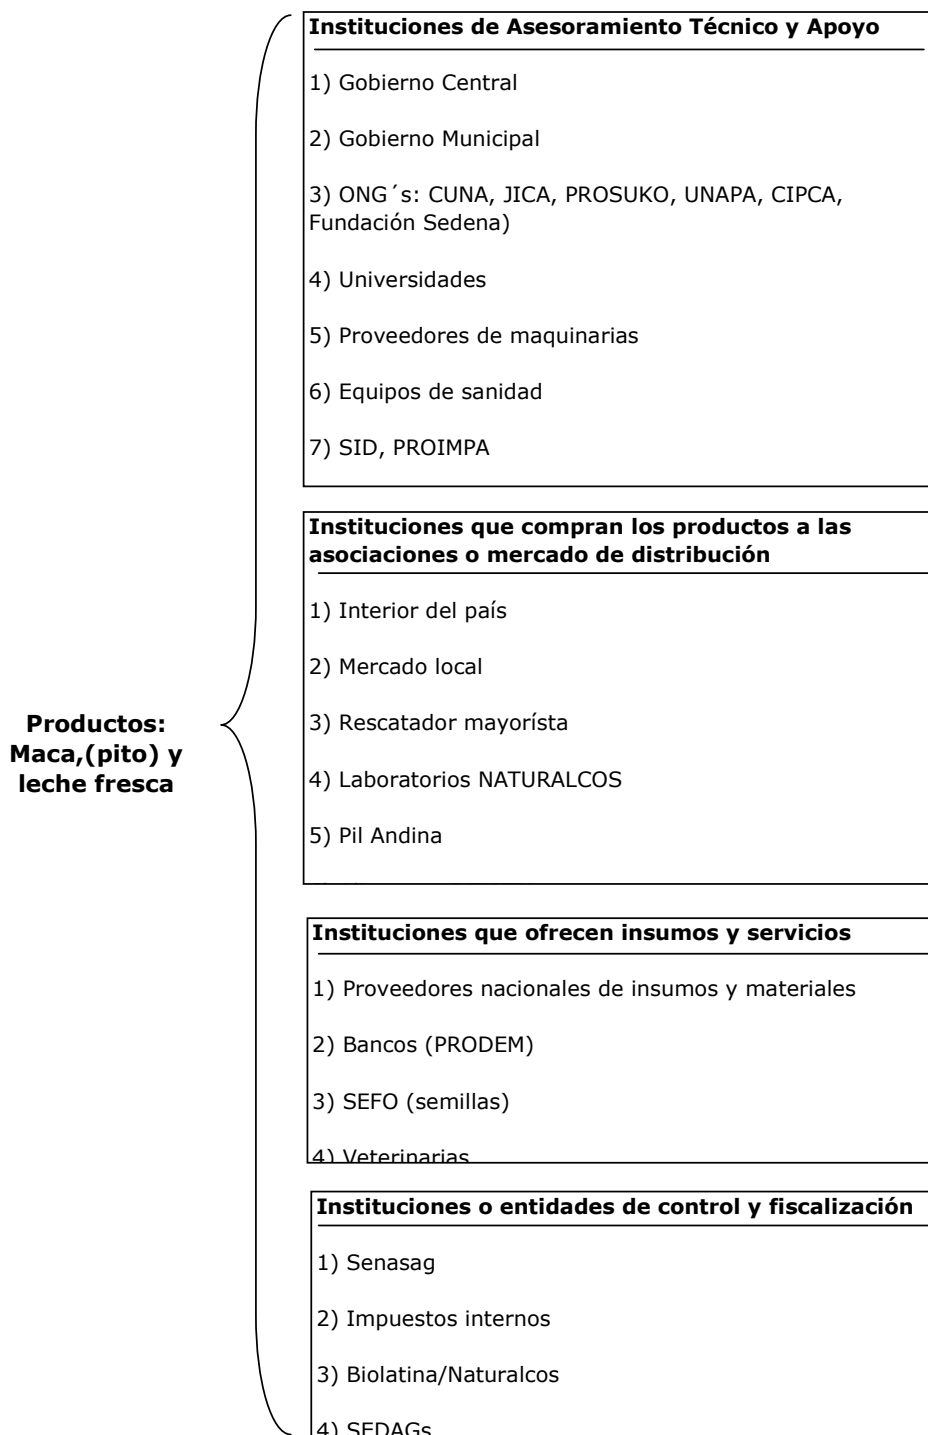 Instituciones de Asesoramiento Técnico y Apoyo
1) Gobierno Central
2) Gobierno Municipal
3) ONG´s: CUNA, JICA, PROSUKO, UNAPA, CIPCA,
Fundación Sedena)
4) Universidades
5) Proveedores de maquinarias
6) Equipos de sanidad
7) SID, PROIMPA
Instituciones que compran los productos a las
asociaciones o mercado de distribución
1) Interior del país
2) Mercado local
3) Rescatador mayorísta
4) Laboratorios NATURALCOS
5) Pil Andina
Productos:
Maca,(pito) y
leche fresca
Instituciones que ofrecen insumos y servicios
1) Proveedores nacionales de insumos y materiales
2) Bancos (PRODEM)
3) SEFO (semillas)
4) Veterinarias
Instituciones o entidades de control y fiscalización
1) Senasag
2) Impuestos internos
3) Biolatina/Naturalcos
4) SEDAGs